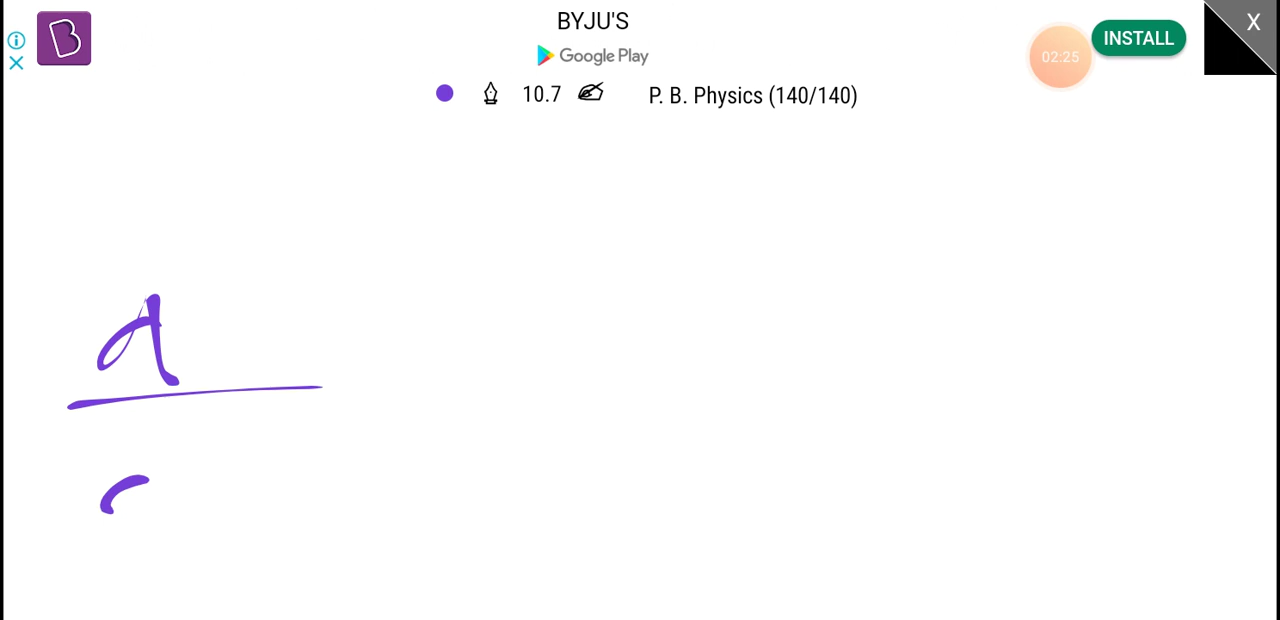 BYJU'S
Google Play
02:25
INSTALL
X
10.7 P. B. Physics (140/140)
d